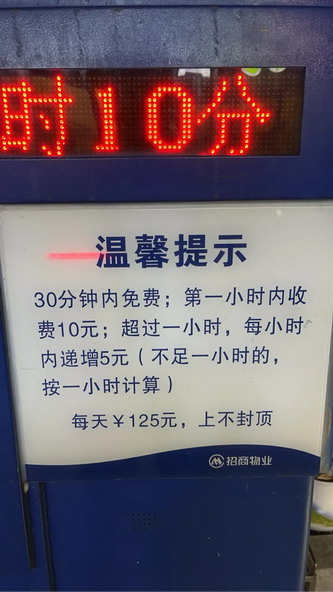 时10分
温馨提示
30分钟内免费；第一小时内收
费10元；超过一小时，每小时
内递增5元（不足一小时的，
按一小时计算）
每天￥125元，上不封顶
招商物业